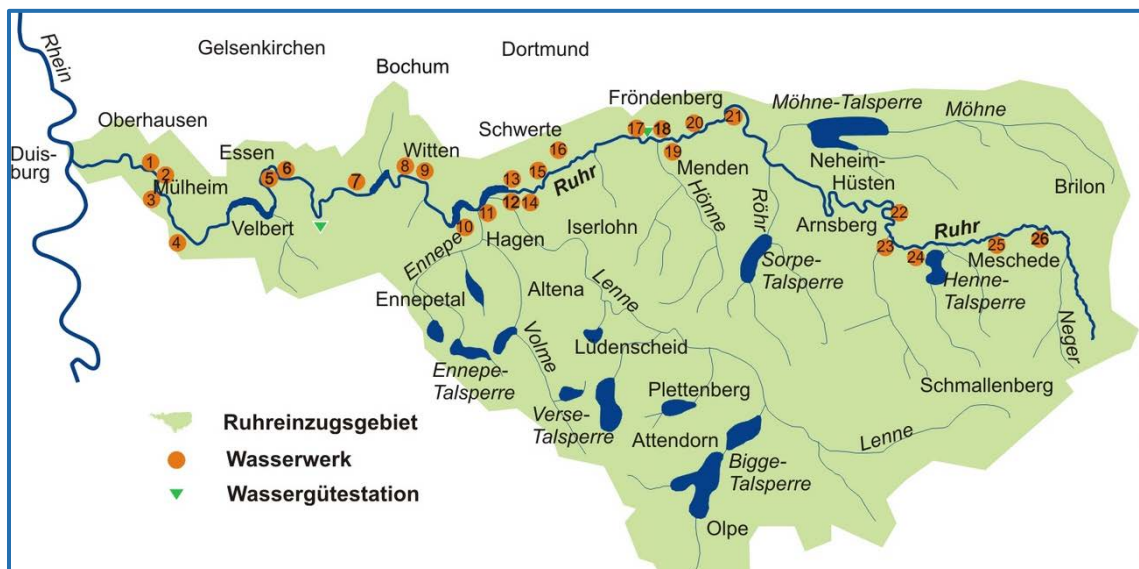 Gelsenkirchen
Dortmund
Rhein
Bochum
Oberhausen
Fröndenberg
Möhne-Talsperre
Möhne
Schwerte
17
18
20
21
Duis-
burg
1
2
Essen
5
6
7
8
Witten
9
16
15
19
Menden
Neheim-
Hüsten
Brilon
Mülheim
3
13
12
14
Ruhr
Hönne
Röhr
4
Velbert
10
11
Hagen
Iserlohn
Arnsberg
22
Ruhr
23
24
25
26
Meschede
Ennepe
Sorpe-
Talsperre
Henne-
Talsperre
Ennepetal
Altena
Lenne
Neger
Volme
Lüdenscheid
Ennepe-
Talsperre
Schmallenberg
Plettenberg
Verse-
Talsperre
Attendorn
Lenne
Bigge-
Talsperre
Olpe
Ruhreinzugsgebiet
Wasserwerk
Wassergütestation